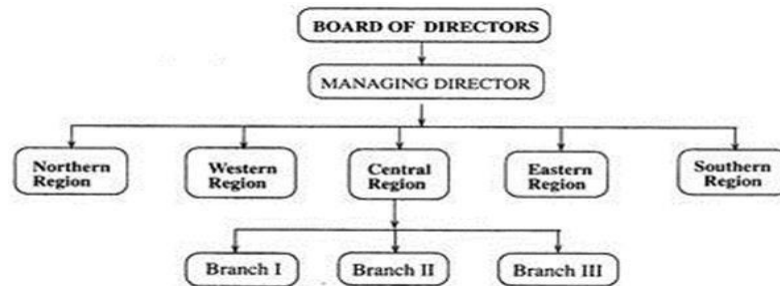 BOARD OF DIRECTORS
MANAGING DIRECTOR
Northern
Region
Western
Region
Central
Region
Eastern
Region
Southern
Region
Branch I
Branch II
Branch III